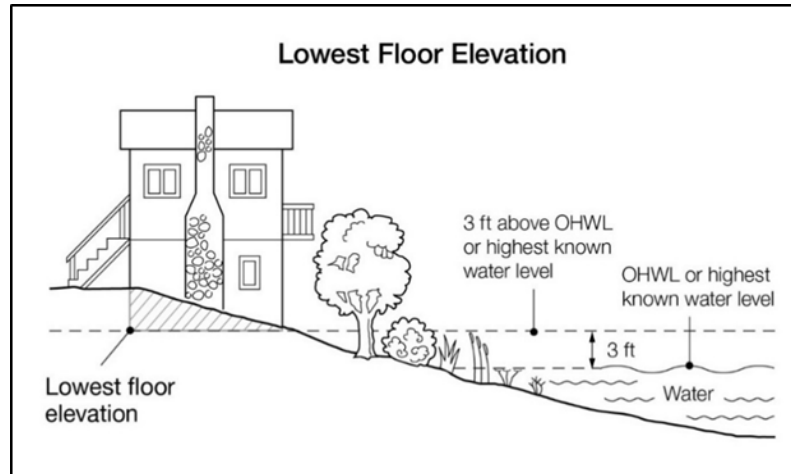 Lowest Floor Elevation
3 ft above OHWL
or highest known
water level
OHWL or highest
known water level
3 ft
Water
Lowest floor
elevation